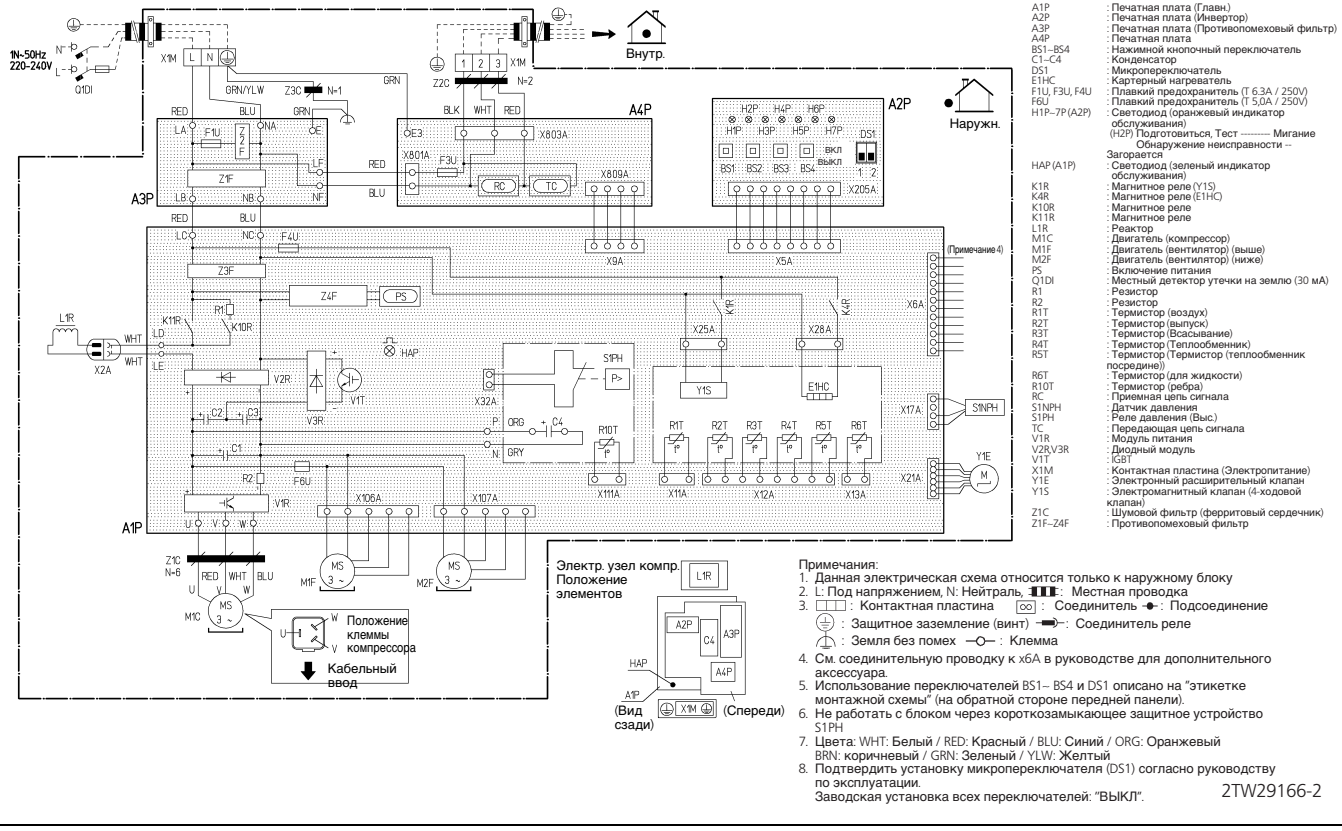 1N~50Hz
220-240V
N
L
Q1DI
X1M
L N
GRN/YLW
Z3C
N=1
GRN
GRN
Внутр.
1 2 3
X1M
Z2C
N=2
BLK WHT RED
A4P
A2P
Наружн.
RED
BLU
LA
NA
F1U
Z2F
E
E3
X803A
X801A
F3U
RED
BLU
LF
NF
Z1F
A3P
LB
NB
RC
TC
X809A
H2P H4P H6P
H1P H3P H5P H7P
DS1
ВКЛ
ВЫКЛ
BS1 BS2 BS3 BS4
1 2
X205A
RED
BLU
LC
NC
F4U
X9A
X5A
(Примечание 4)
Z3F
Z4F
PS
R1
K11R
K10R
L1R
WHT
LD
X2A
WHT
LE
HAP
K1R
K4R
X6A
X25A
X28A
S1PH
P>
V2R
V3R
V1T
X32A
Y1S
E1HC
C2
C3
P
ORG
C4
N
GRY
R10T
t°
R1T R2T R3T R4T R5T R6T
t° t° t° t° t° t°
X17A
S1NPH
C1
F6U
R2
X111A
X11A
X12A
X13A
X21A
Y1E
M
V1R
X106A
X107A
A1P
U V W
Z1C
N=6
RED WHT BLU
U V W
MS
3 ~
M1C
MS
3 ~
M1F
MS
3 ~
M2F
U
W
V
Положение
клеммы
компрессора
Кабельный
ввод
Электр. узел компр.
Положение
элементов
L1R
A2P
C4
A3P
A4P
HAP
A1P
(Вид
сзади)
X1M
(Спереди)
A1P : Печатная плата (Главн.)
A2P : Печатная плата (Инвертор)
A3P : Печатная плата (Противопомеховый фильтр)
A4P : Печатная плата
BS1~BS4 : Нажимной кнопочный переключатель
C1~C4 : Конденсатор
DS1 : Микропереключатель
E1HC : Картерный нагреватель
F1U, F3U, F4U : Плавкий предохранитель (T 6.3A / 250V)
F6U : Плавкий предохранитель (T 5,0A / 250V)
H1P~7P (A2P) : Светодиод (оранжевый индикатор
обслуживания)
(H2P) Подготовиться, Тест --------- Мигание
Обнаружение неисправности --
Загорается
HAP (A1P) : Светодиод (зеленый индикатор
обслуживания)
K1R : Магнитное реле (Y1S)
K4R : Магнитное реле (E1HC)
K10R : Магнитное реле
K11R : Магнитное реле
L1R : Реактор
M1C : Двигатель (компрессор)
M1F : Двигатель (вентилятор) (выше)
M2F : Двигатель (вентилятор) (ниже)
PS : Включение питания
Q1DI : Местный детектор утечки на землю (30 мА)
R1 : Резистор
R2 : Резистор
R1T : Термистор (воздух)
R2T : Термистор (выпуск)
R3T : Термистор (Всасывание)
R4T : Термистор (Теплообменник)
R5T : Термистор (Термистор (теплообменник
посредине))
R6T : Термистор (для жидкости)
R10T : Термистор (ребра)
RC : Приемная цепь сигнала
S1NPH : Датчик давления
S1PH : Реле давления (Выс.)
TC : Передающая цепь сигнала
V1R : Модуль питания
V2R,V3R : Диодный модуль
V1T : IGBT
X1M : Контактная пластина (Электропитание)
Y1E : Электронный расширительный клапан
Y1S : Электромагнитный клапан (4-ходовой
клапан)
Z1C : Шумовой фильтр (ферритовый сердечник)
Z1F~Z4F : Противопомеховый фильтр
Примечания:
1. Данная электрическая схема относится только к наружному блоку
2. L: Под напряжением, N: Нейтраль, : Местная проводка
3. : Контактная пластина : Соединитель : Подсоединение
: Защитное заземление (винт) : Соединитель реле
: Земля без помех : Клемма
4. См. соединительную проводку к x6A в руководстве для дополнительного
аксессуара.
5. Использование переключателей BS1~ BS4 и DS1 описано на "этикетке
монтажной схемы" (на обратной стороне передней панели).
6. Не работать с блоком через короткозамыкающее защитное устройство
S1PH
7. Цвета: WHT: Белый / RED: Красный / BLU: Синий / ORG: Оранжевый
BRN: коричневый / GRN: Зеленый / YLW: Желтый
8. Подтвердить установку микропереключателя (DS1) согласно руководству
по эксплуатации.
Заводская установка всех переключателей: "ВЫКЛ".
2TW29166-2